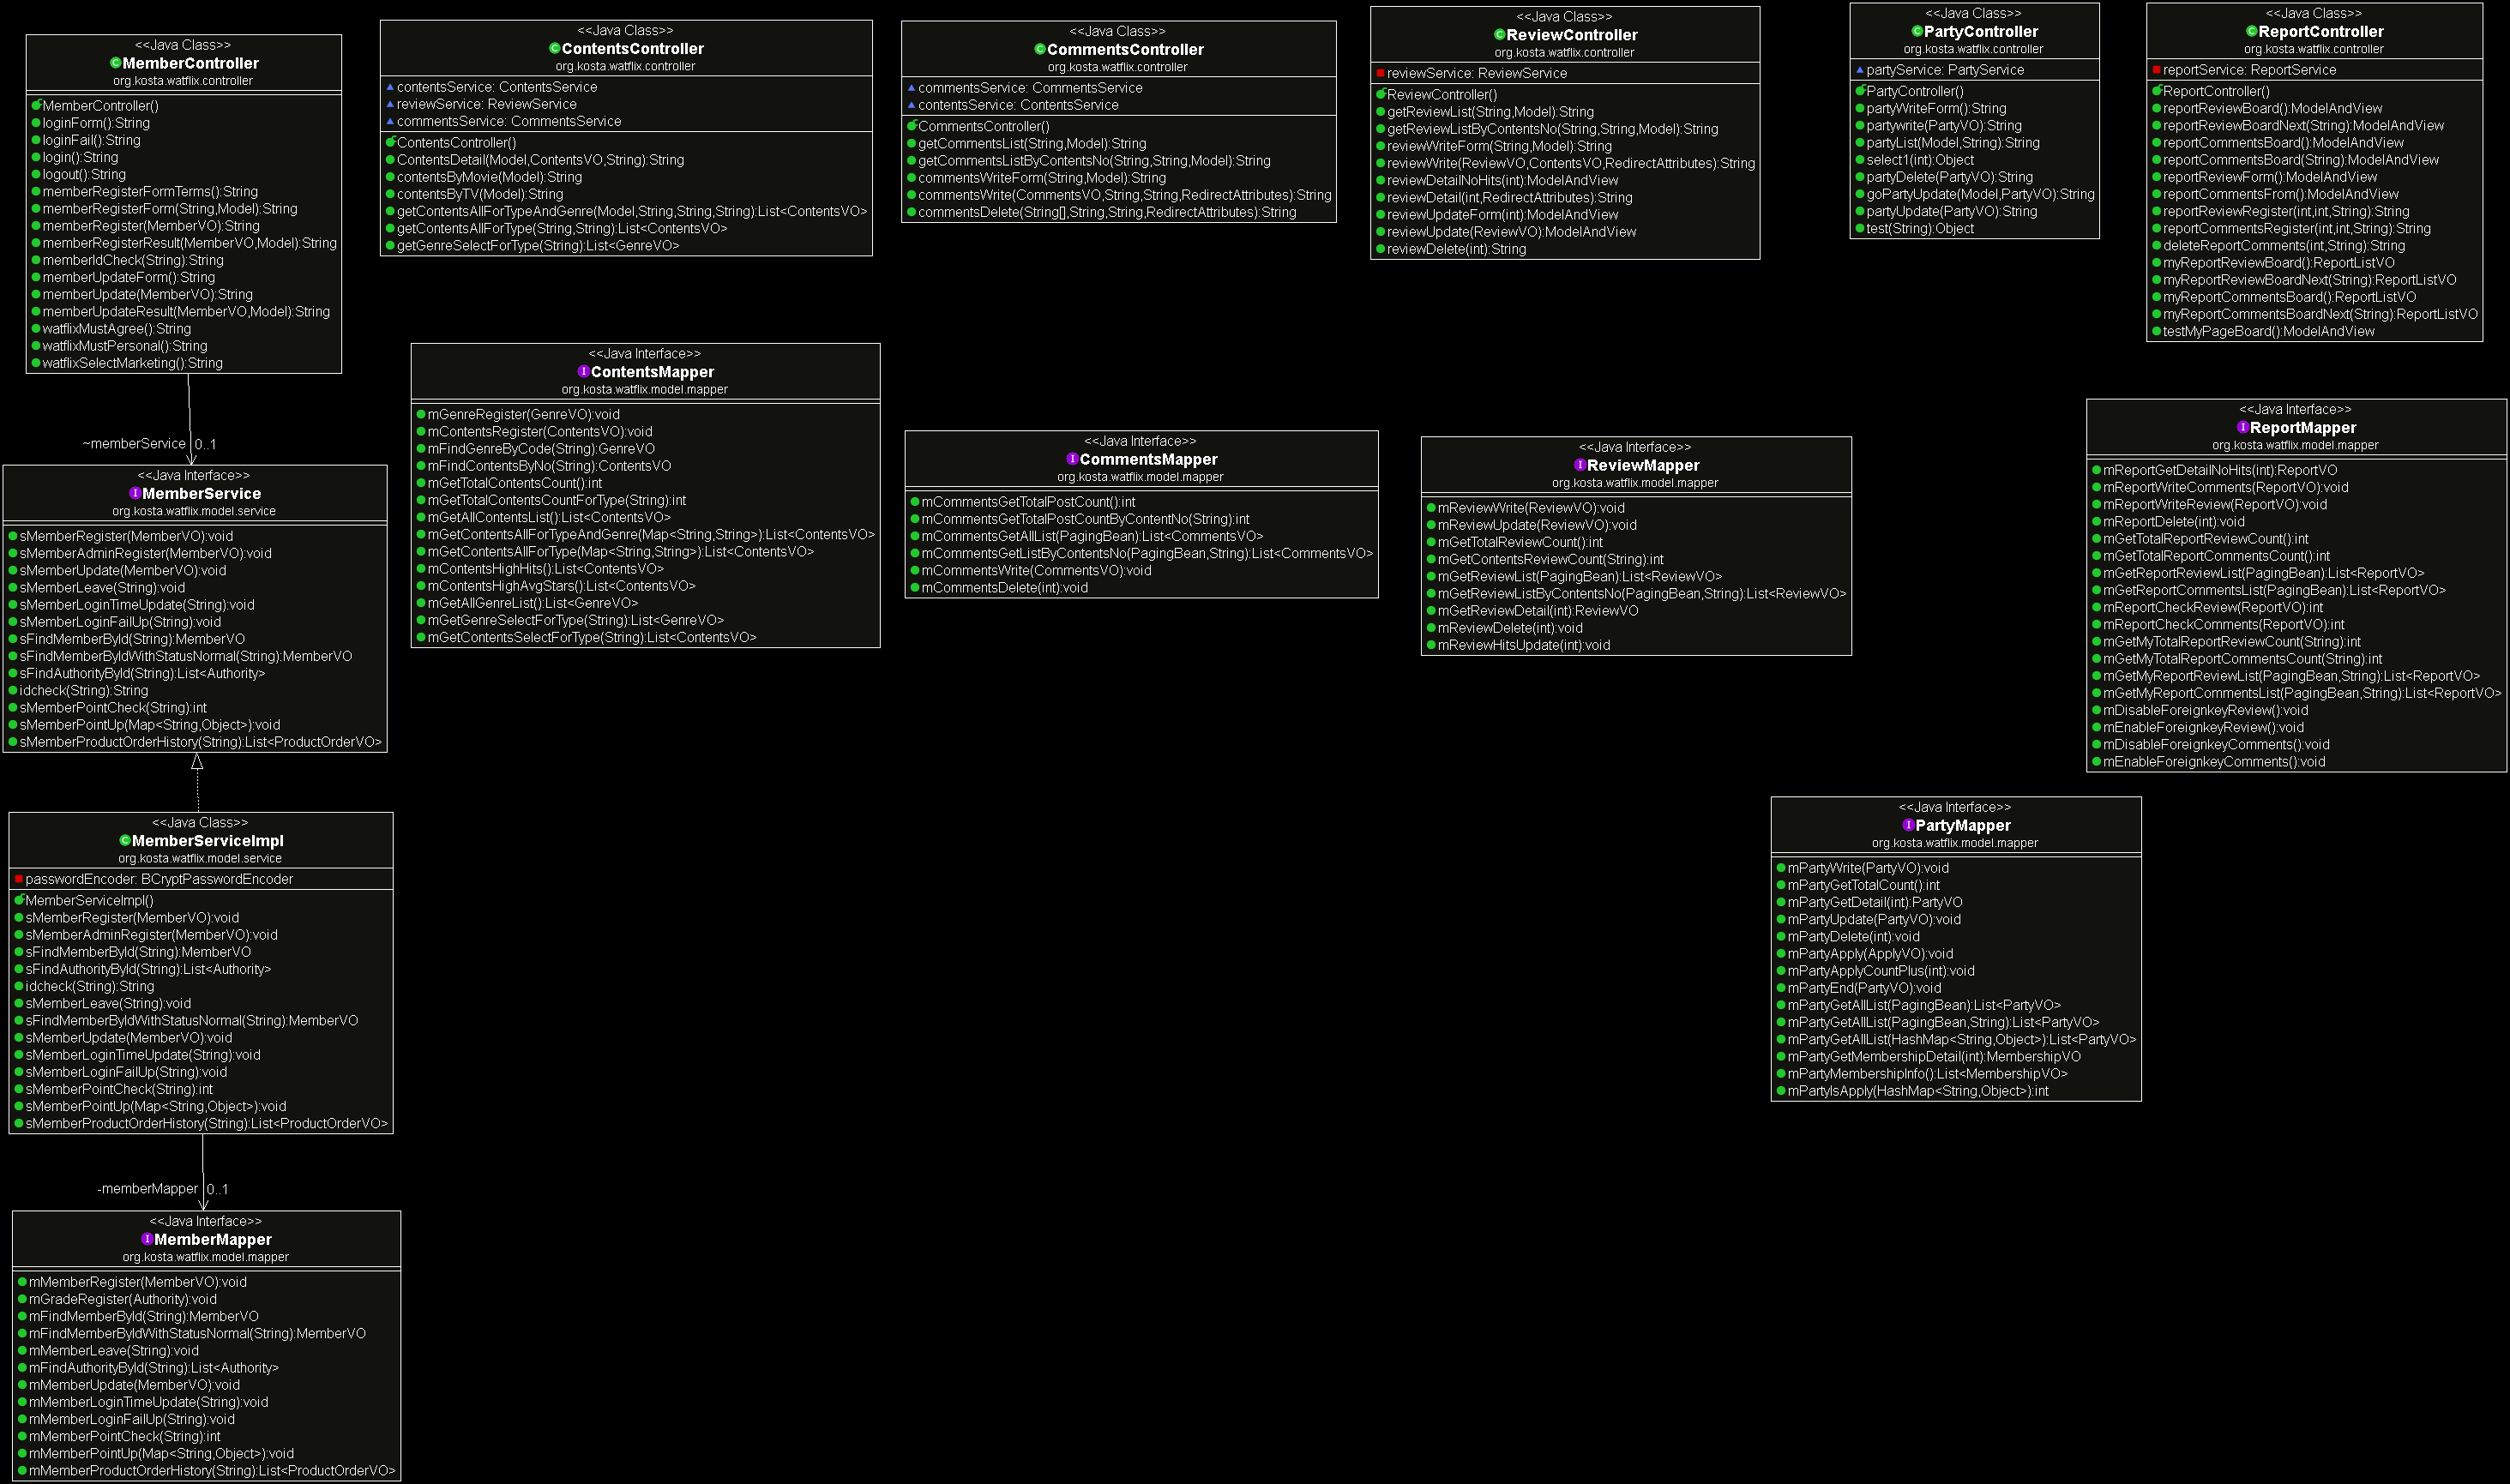 <<Java Class>>
MemberController
org.kosta.watflix.controller
MemberController()
loginForm():String
loginFail():String
login():String
logout():String
memberRegisterFormTerms():String
memberRegisterForm(String,Model):String
memberRegister(MemberVO):String
memberRegisterResult(MemberVO,Model):String
memberIdCheck(String):String
memberUpdateForm():String
memberUpdate(MemberVO):String
memberUpdateResult(MemberVO,Model):String
watflixMustAgree():String
watflixMustPersonal():String
watflixSelectMarketing():String
~memberService 0..1
<<Java Interface>>
MemberService
org.kosta.watflix.model.service
sMemberRegister(MemberVO):void
sMemberAdminRegister(MemberVO):void
sMemberUpdate(MemberVO):void
sMemberLeave(String):void
sMemberLoginTimeUpdate(String):void
sMemberLoginFailUp(String):void
sFindMemberById(String):MemberVO
sFindMemberByIdWithStatusNormal(String):MemberVO
sFindAuthorityById(String):List<Authority>
idcheck(String):String
sMemberPointCheck(String):int
sMemberPointUp(Map<String,Object>):void
sMemberProductOrderHistory(String):List<ProductOrderVO>
<<Java Class>>
MemberServiceImpl
org.kosta.watflix.model.service
passwordEncoder: BCryptPasswordEncoder
MemberServiceImpl()
sMemberRegister(MemberVO):void
sMemberAdminRegister(MemberVO):void
sFindMemberById(String):MemberVO
sFindAuthorityById(String):List<Authority>
idcheck(String):String
sMemberLeave(String):void
sFindMemberByIdWithStatusNormal(String):MemberVO
sMemberUpdate(MemberVO):void
sMemberLoginTimeUpdate(String):void
sMemberLoginFailUp(String):void
sMemberPointCheck(String):int
sMemberPointUp(Map<String,Object>):void
sMemberProductOrderHistory(String):List<ProductOrderVO>
-memberMapper 0..1
<<Java Interface>>
MemberMapper
org.kosta.watflix.model.mapper
mMemberRegister(MemberVO):void
mGradeRegister(Authority):void
mFindMemberById(String):MemberVO
mFindMemberByIdWithStatusNormal(String):MemberVO
mMemberLeave(String):void
mFindAuthorityById(String):List<Authority>
mMemberUpdate(MemberVO):void
mMemberLoginTimeUpdate(String):void
mMemberLoginFailUp(String):void
mMemberPointCheck(String):int
mMemberPointUp(Map<String,Object>):void
mMemberProductOrderHistory(String):List<ProductOrderVO>
<<Java Class>>
ContentsController
org.kosta.watflix.controller
contentsService: ContentsService
reviewService: ReviewService
commentsService: CommentsService
ContentsController()
ContentsDetail(Model,ContentsVO,String):String
contentsByMovie(Model):String
contentsByTV(Model):String
getContentsAllForTypeAndGenre(Model,String,String,String):List<ContentsVO>
getContentsAllForType(String,String):List<ContentsVO>
getGenreSelectForType(String):List<GenreVO>
<<Java Interface>>
ContentsMapper
org.kosta.watflix.model.mapper
mGenreRegister(GenreVO):void
mContentsRegister(ContentsVO):void
mFindGenreByCode(String):GenreVO
mFindContentsByNo(String):ContentsVO
mGetTotalContentsCount():int
mGetTotalContentsCountForType(String):int
mGetAllContentsList():List<ContentsVO>
mGetContentsAllForTypeAndGenre(Map<String,String>):List<ContentsVO>
mGetContentsAllForType(Map<String,String>):List<ContentsVO>
mContentsHighHits():List<ContentsVO>
mContentsHighAvgStars():List<ContentsVO>
mGetAllGenreList():List<GenreVO>
mGetGenreSelectForType(String):List<GenreVO>
mGetContentsSelectForType(String):List<ContentsVO>
<<Java Class>>
CommentsController
org.kosta.watflix.controller
commentsService: CommentsService
contentsService: ContentsService
CommentsController()
getCommentsList(String,Model):String
getCommentsListByContentsNo(String,String,Model):String
commentsWriteForm(String,Model):String
commentsWrite(CommentsVO,String,String,RedirectAttributes):String
commentsDelete(String[],String,String,RedirectAttributes):String
<<Java Interface>>
CommentsMapper
org.kosta.watflix.model.mapper
mCommentsGetTotalPostCount():int
mCommentsGetTotalPostCountByContentNo(String):int
mCommentsGetAllList(PagingBean):List<CommentsVO>
mCommentsGetListByContentsNo(PagingBean,String):List<CommentsVO>
mCommentsWrite(CommentsVO):void
mCommentsDelete(int):void
<<Java Class>>
ReviewController
org.kosta.watflix.controller
reviewService: ReviewService
ReviewController()
getReviewList(String,Model):String
getReviewListByContentsNo(String,String,Model):String
reviewWriteForm(String,Model):String
reviewWrite(ReviewVO,ContentsVO,RedirectAttributes):String
reviewDetailNoHits(int):ModelAndView
reviewDetail(int,RedirectAttributes):String
reviewUpdateForm(int):ModelAndView
reviewUpdate(ReviewVO):ModelAndView
reviewDelete(int):String
<<Java Interface>>
ReviewMapper
org.kosta.watflix.model.mapper
mReviewWrite(ReviewVO):void
mReviewUpdate(ReviewVO):void
mGetTotalReviewCount():int
mGetContentsReviewCount(String):int
mGetReviewList(PagingBean):List<ReviewVO>
mGetReviewListByContentsNo(PagingBean,String):List<ReviewVO>
mGetReviewDetail(int):ReviewVO
mReviewDelete(int):void
mReviewHitsUpdate(int):void
<<Java Class>>
PartyController
org.kosta.watflix.controller
partyService: PartyService
PartyController()
partyWriteForm():String
partywrite(PartyVO):String
partyList(Model,String):String
select1(int):Object
partyDelete(PartyVO):String
goPartyUpdate(Model,PartyVO):String
partyUpdate(PartyVO):String
test(String):Object
<<Java Class>>
ReportController
org.kosta.watflix.controller
reportService: ReportService
ReportController()
reportReviewBoard():ModelAndView
reportReviewBoardNext(String):ModelAndView
reportCommentsBoard():ModelAndView
reportCommentsBoard(String):ModelAndView
reportReviewForm():ModelAndView
reportCommentsFrom():ModelAndView
reportReviewRegister(int,int,String):String
reportCommentsRegister(int,int,String):String
deleteReportComments(int,String):String
myReportReviewBoard():ReportListVO
myReportReviewBoardNext(String):ReportListVO
myReportCommentsBoard():ReportListVO
myReportCommentsBoardNext(String):ReportListVO
testMyPageBoard():ModelAndView
<<Java Interface>>
ReportMapper
org.kosta.watflix.model.mapper
mReportGetDetailNoHits(int):ReportVO
mReportWriteComments(ReportVO):void
mReportWriteReview(ReportVO):void
mReportDelete(int):void
mGetTotalReportReviewCount():int
mGetTotalReportCommentsCount():int
mGetReportReviewList(PagingBean):List<ReportVO>
mGetReportCommentsList(PagingBean):List<ReportVO>
mReportCheckReview(ReportVO):int
mReportCheckComments(ReportVO):int
mGetMyTotalReportReviewCount(String):int
mGetMyTotalReportCommentsCount(String):int
mGetMyReportReviewList(PagingBean,String):List<ReportVO>
mGetMyReportCommentsList(PagingBean,String):List<ReportVO>
mDisableForeignkeyReview():void
mEnableForeignkeyReview():void
mDisableForeignkeyComments():void
mEnableForeignkeyComments():void
<<Java Interface>>
PartyMapper
org.kosta.watflix.model.mapper
mPartyWrite(PartyVO):void
mPartyGetTotalCount():int
mPartyGetDetail(int):PartyVO
mPartyUpdate(PartyVO):void
mPartyDelete(int):void
mPartyApply(ApplyVO):void
mPartyApplyCountPlus(int):void
mPartyEnd(PartyVO):void
mPartyGetAllList(PagingBean):List<PartyVO>
mPartyGetAllList(PagingBean,String):List<PartyVO>
mPartyGetAllList(HashMap<String,Object>):List<PartyVO>
mPartyGetMembershipDetail(int):MembershipVO
mPartyMembershipInfo():List<MembershipVO>
mPartyIsApply(HashMap<String,Object>):int